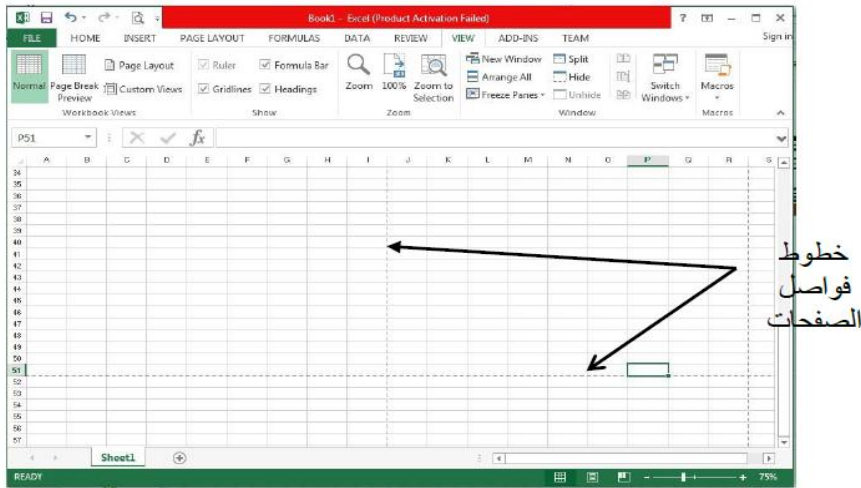 Book1 - Excel (Product Activation Failed)
FILE HOME INSERT PAGE LAYOUT FORMULAS DATA REVIEW VIEW ADD-INS TEAM Sign in
Normal Page Break Preview Page Layout Custom Views
Workbook Views
Ruler Formula Bar
Gridlines Headings
Show
Zoom 100% Zoom to Selection
Zoom
New Window Split
Arrange All Hide
Freeze Panes Unhide
Switch Windows
Window
Macros
Macros
P51 fx
A B C D E F G H I J K L M N O P Q R S
34
35
36
37
38
39
40
41
42
43
44
45
46
47
48
49
50
51
52
53
54
55
56
57
خطوط
فواصل
الصفحات
Sheet1
READY 75%